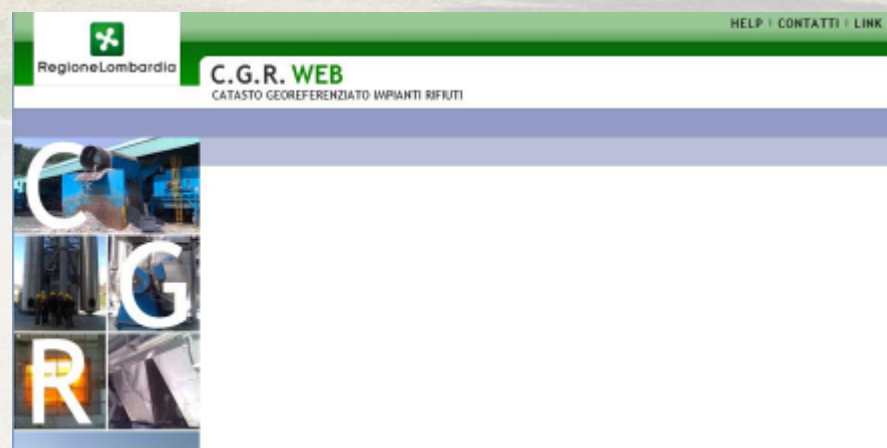 HELP | CONTATTI | LINK
RegioneLombardia
C.G.R. WEB
CATASTO GEOREFERENZIATO IMPIANTI RIFIUTI
C
G
R